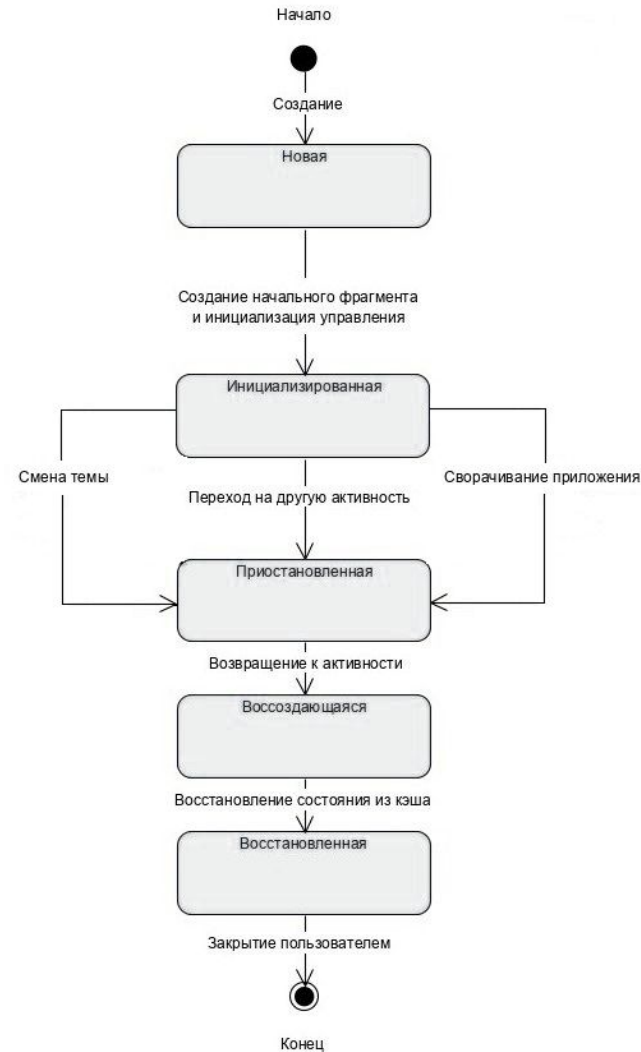 Начало
Создание
Новая
Создание начального фрагмента
и инициализация управления
Инициализированная
Смена темы
Переход на другую активность
Сворачивание приложения
Приостановленная
Возвращение к активности
Воссоздающаяся
Восстановление состояния из кэша
Восстановленная
Закрытие пользователем
Конец